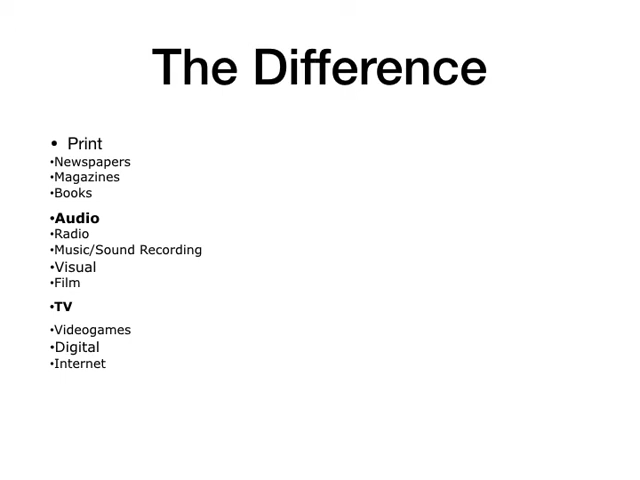 The Difference
• Print
•Newspapers
•Magazines
•Books
•Audio
•Radio
•Music/Sound Recording
•Visual
•Film
•TV
•Videogames
•Digital
•Internet